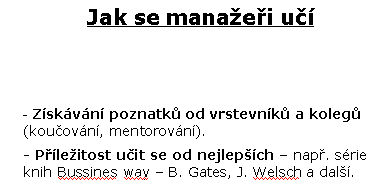 Jak se manažeři učí
- Získávání poznatků od vrstevníků a kolegů
(koučování, mentorování).
- Příležitost učit se od nejlepších – např. série
knih Bussines way – B. Gates, J. Welsch a další.